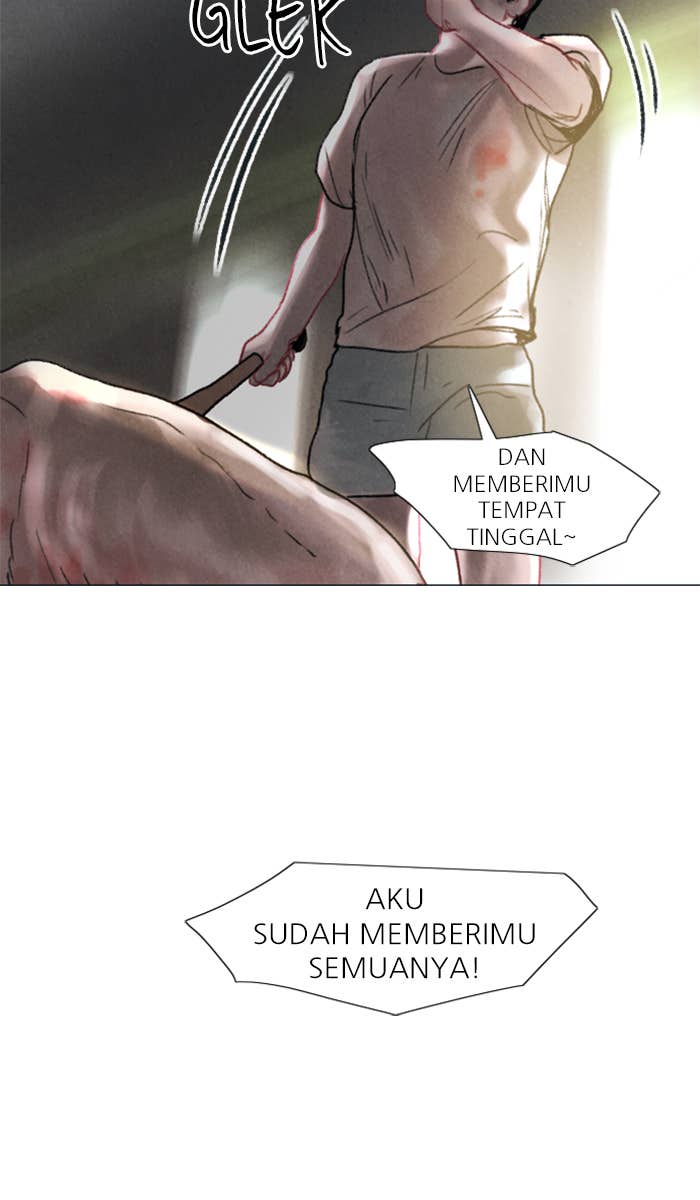 GLEK
DAN
MEMBERIMU
TEMPAT
TINGGAL~
AKU
SUDAH MEMBERIMU
SEMUANYA!